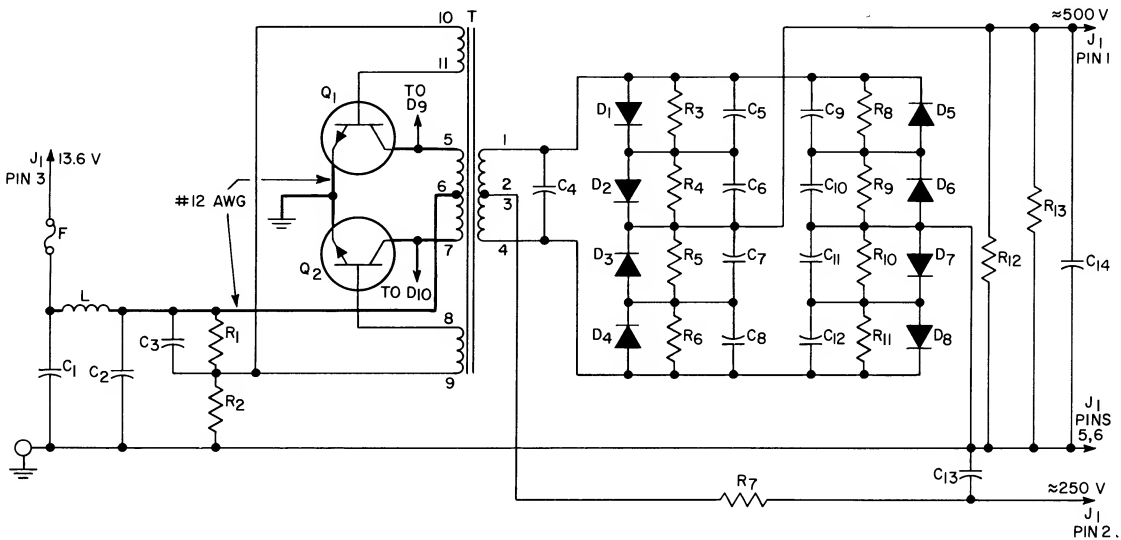 ≈500 V
J1
PIN 1
10
T
11
Q1
TO
D9
5
1
D1
R3
C5
C9
R8
D5
J1 13.6 V
PIN 3
6
2
C4
D2
R4
C6
C10
R9
D6
#12 AWG
3
R13
F
Q2
7
4
D3
R5
C7
C11
R10
D7
R12
C14
TO D10
L
8
C3
R1
D4
R6
C8
C12
R11
D8
C1
C2
9
R2
J1
PINS
5,6
C13
R7
≈250 V
J1
PIN 2.